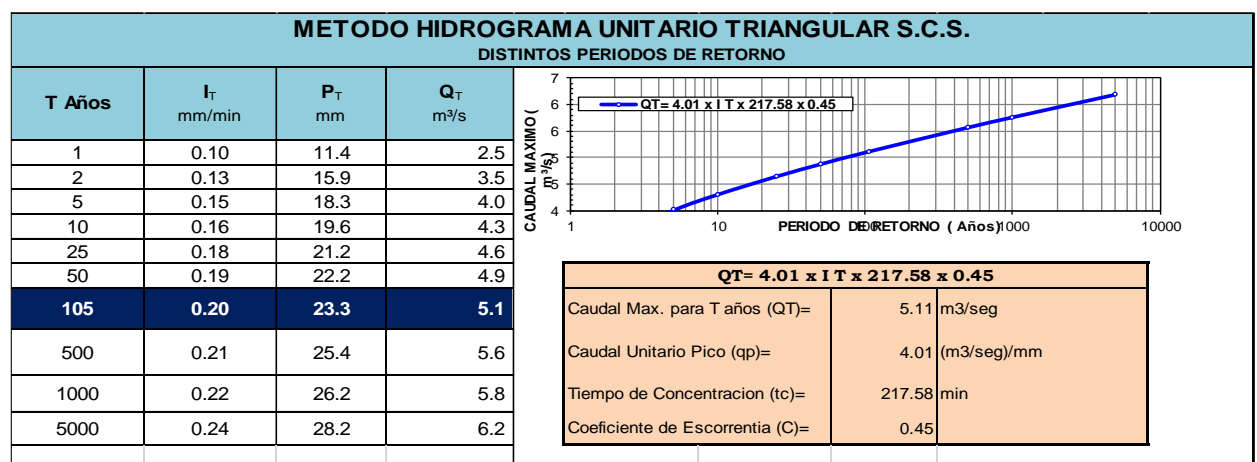 METODO HIDROGRAMA UNITARIO TRIANGULAR S.C.S.
DISTINTOS PERIODOS DE RETORNO
T Años IT mm/min PT mm QT m³/s
1 0.10 11.4 2.5
2 0.13 15.9 3.5
5 0.15 18.3 4.0
10 0.16 19.6 4.3
25 0.18 21.2 4.6
50 0.19 22.2 4.9
105 0.20 23.3 5.1
500 0.21 25.4 5.6
1000 0.22 26.2 5.8
5000 0.24 28.2 6.2
CAUDAL MAXIMO (
m³/s)
7
6
6
5
5
4
QT= 4.01 x I T x 217.58 x 0.45
1 10 100 1000 10000
PERIODO DE RETORNO ( Años)
QT= 4.01 x I T x 217.58 x 0.45
Caudal Max. para T años (QT)= 5.11 m3/seg
Caudal Unitario Pico (qp)= 4.01 (m3/seg)/mm
Tiempo de Concentracion (tc)= 217.58 min
Coeficiente de Escorrentia (C)= 0.45